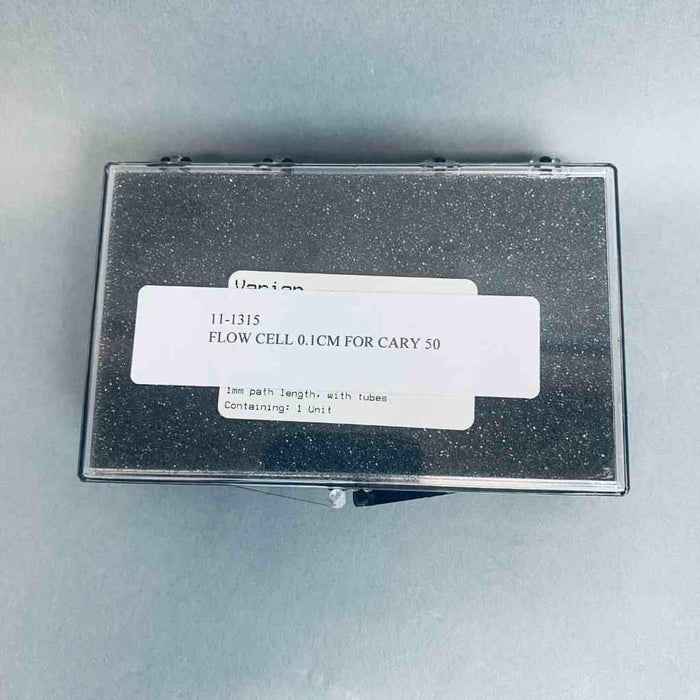 Varian
11-1315
FLOW CELL 0.1CM FOR CARY 50
1mm path length, with tubes
Containing: 1 Unit